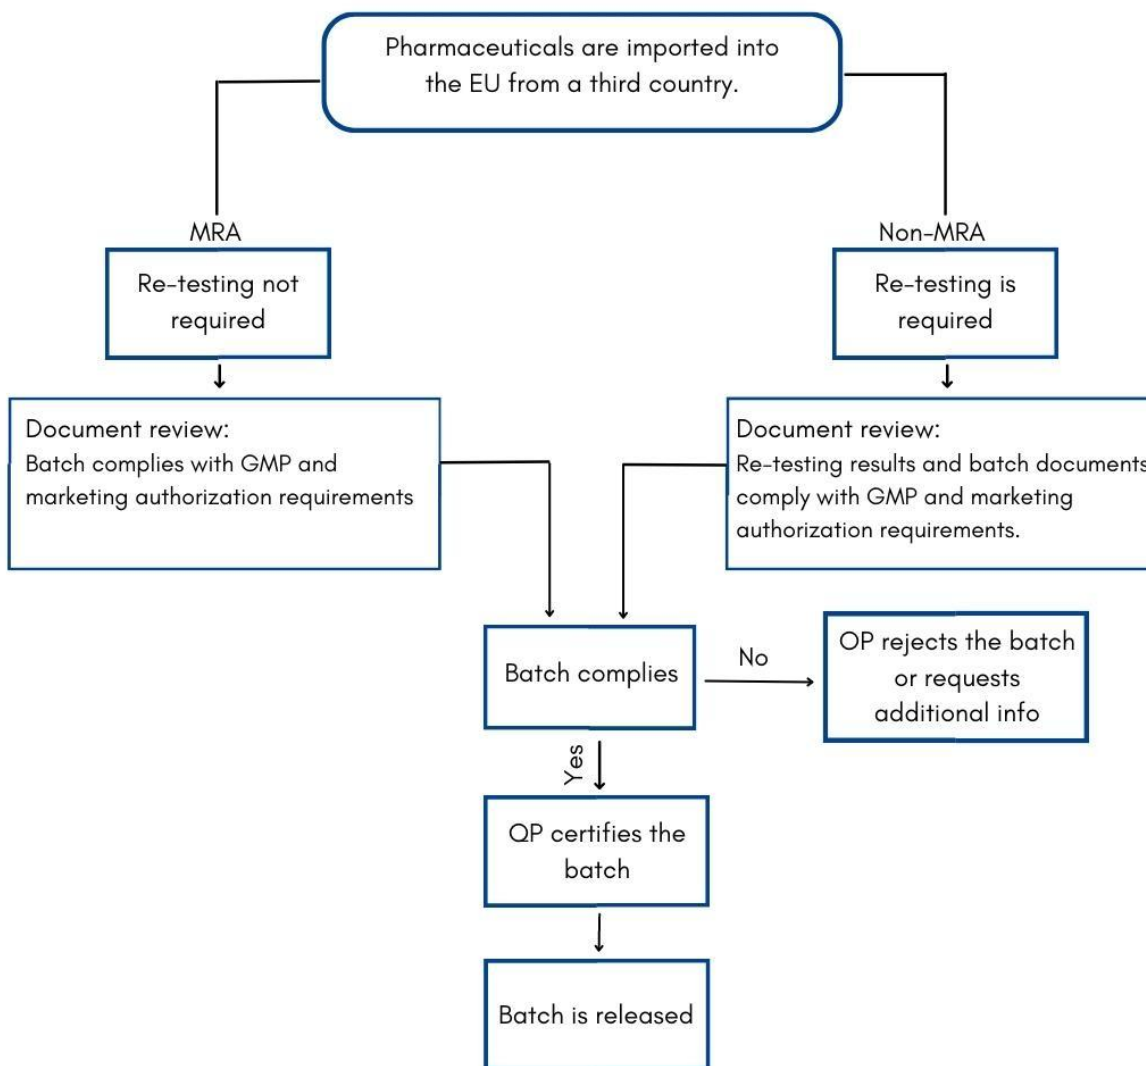 Pharmaceuticals are imported into
the EU from a third country.
MRA
Non-MRA
Re-testing not
required
Re-testing is
required
Document review:
Batch complies with GMP and
marketing authorization requirements
Document review:
Re-testing results and batch documents
comply with GMP and marketing
authorization requirements.
Batch complies
No
OP rejects the batch
or requests
additional info
Yes
QP certifies the
batch
Batch is released